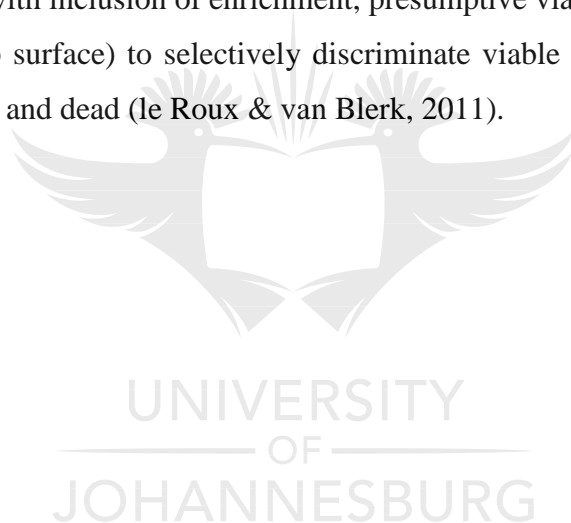 with inclusion of enrichment, presumptive via
surface) to selectively discriminate viable
and dead (le Roux & van Blerk, 2011).
UNIVERSITY
OF
JOHANNESBURG